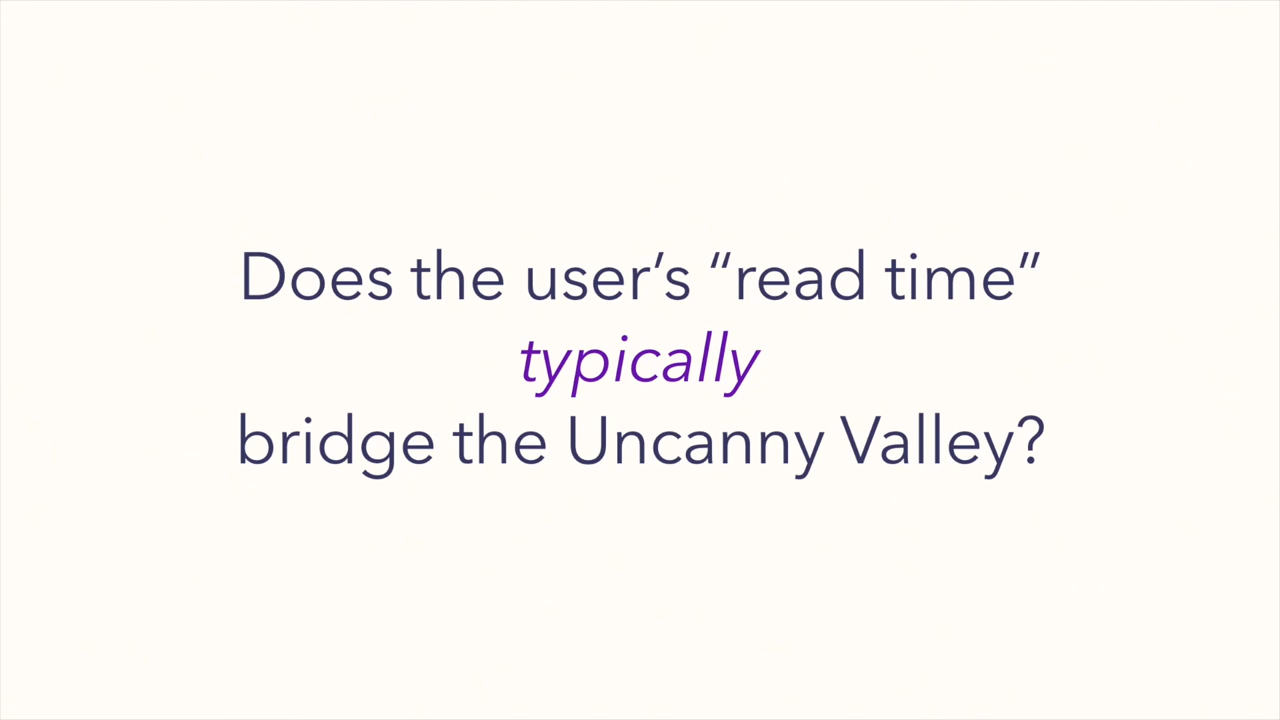 Does the user’s “read time”
typically
bridge the Uncanny Valley?